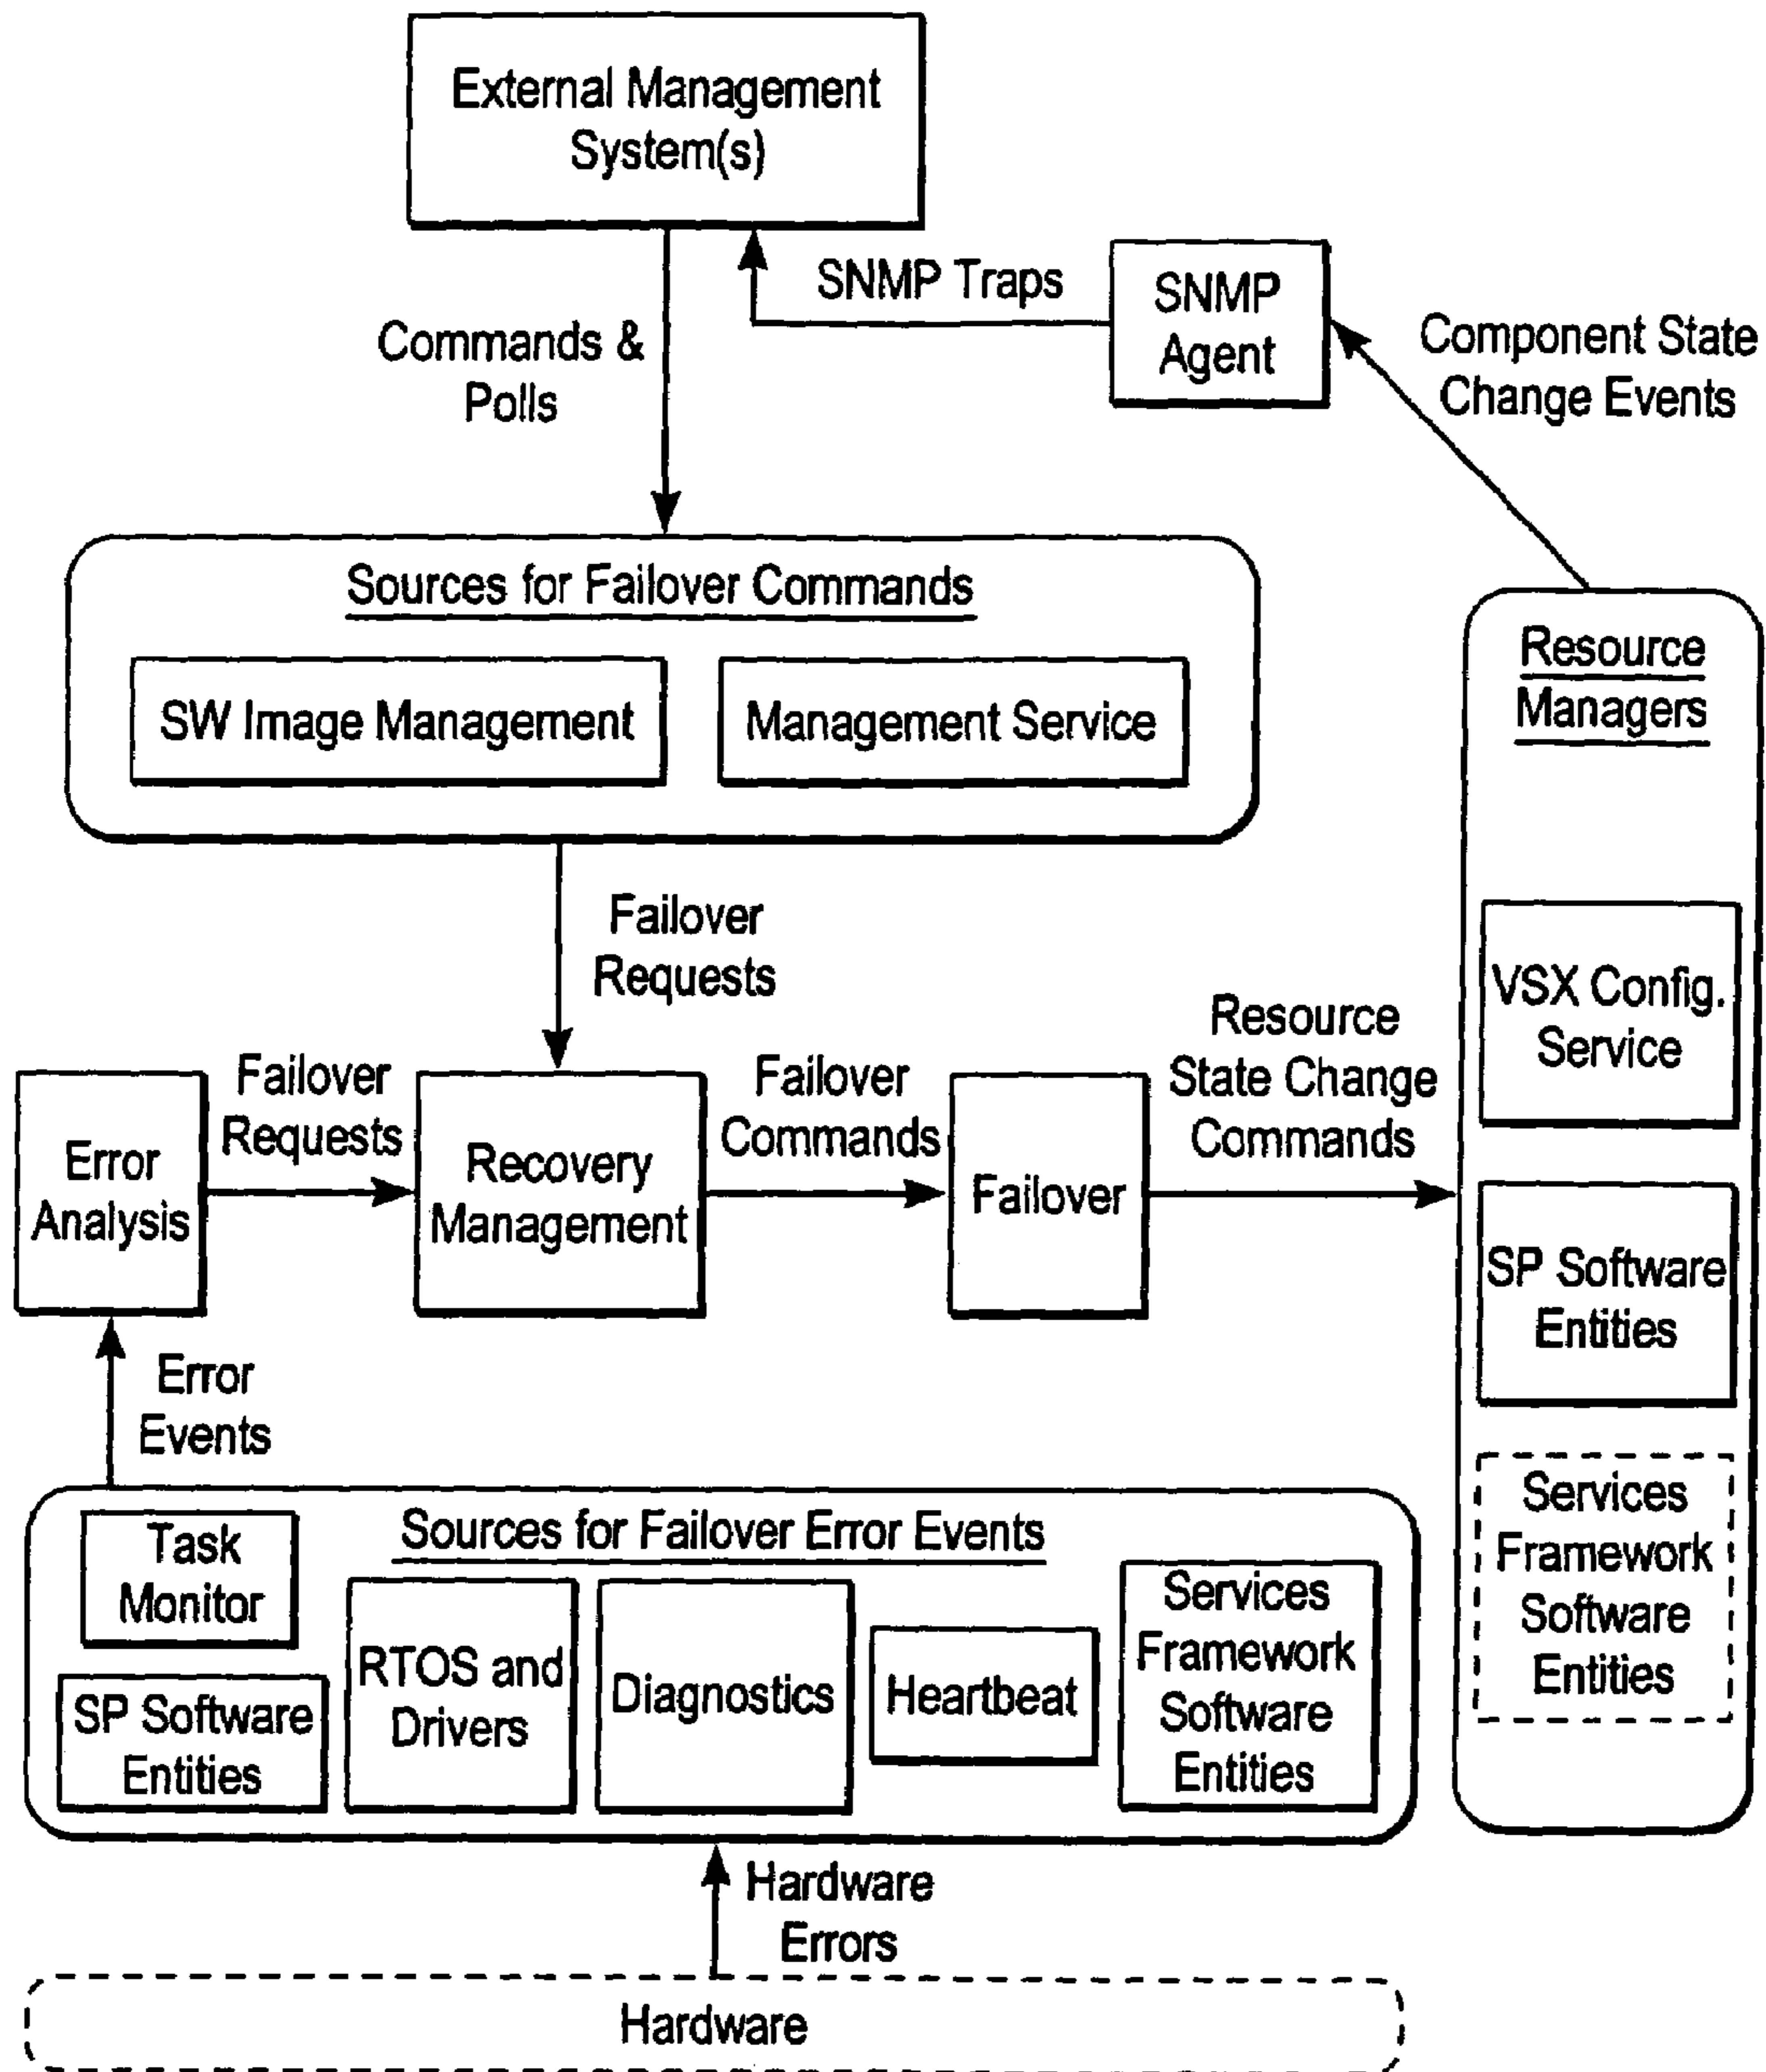 External Management
System(s)
SNMP Traps
SNMP
Agent
Component State
Change Events
Commands &
Polls
Sources for Failover Commands
SW Image Management
Management Service
Resource
Managers
Failover
Requests
VSX Config.
Service
Resource
State Change
Commands
Error
Analysis
Failover
Requests
Recovery
Management
Failover
Commands
Failover
SP Software
Entities
Error
Events
Services
Framework
Software
Entities
Sources for Failover Error Events
Task
Monitor
SP Software
Entities
RTOS and
Drivers
Diagnostics
Heartbeat
Services
Framework
Software
Entities
Hardware
Errors
Hardware